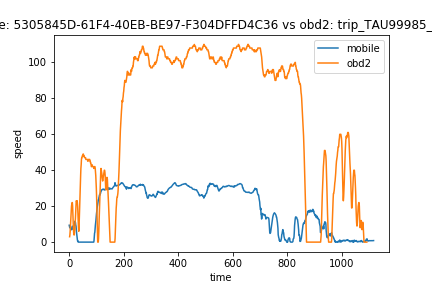 e: 5305845D-61F4-40EB-BE97-F304DFFD4C36 vs obd2: trip_TAU99985_
mobile
obd2
100
80
60
40
20
0
speed
0 200 400 600 800 1000
time